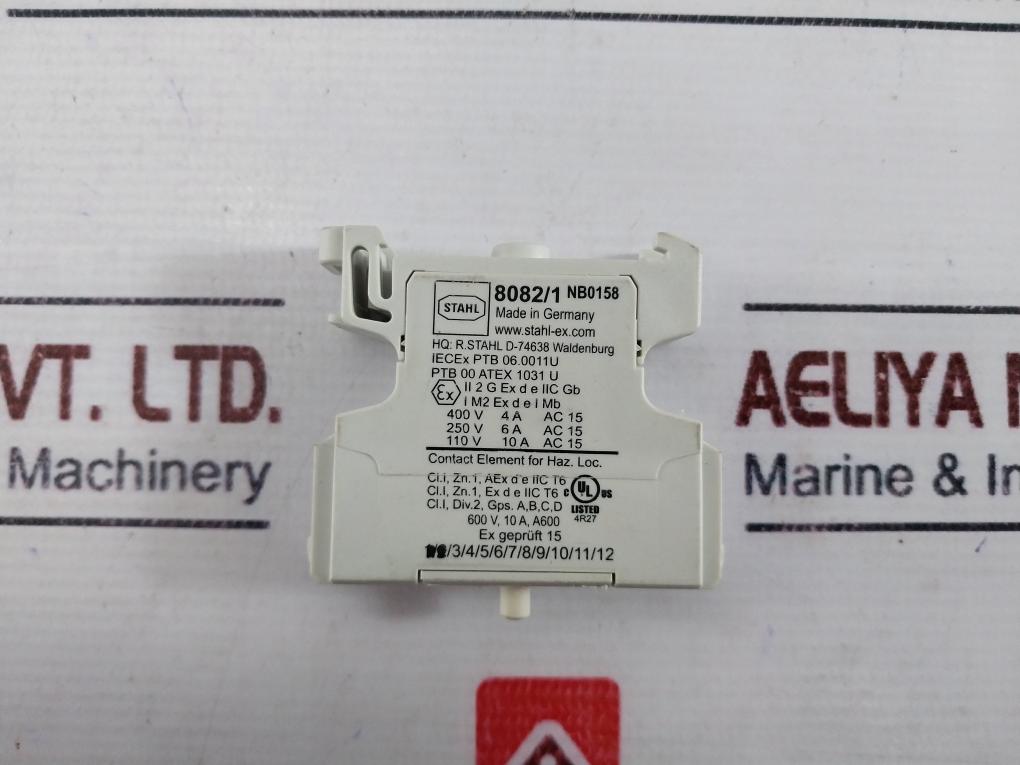 VT. LTD.
Machinery
AELIYA
Marine & In
STAHL
8082/1 NB0158
Made in Germany
www.stahl-ex.com
HQ: R.STAHL D-74638 Waldenburg
IECEx PTB 06.0011U
PTB 00 ATEX 1031 U
Ex II 2 G Ex d e IIC Gb
I M2 Ex d e I Mb
400 V 4 A AC 15
250 V 6 A AC 15
110 V 10 A AC 15
Contact Element for Haz. Loc.
Cl.I, Zn.1, AEx d e IIC T6
Cl.I, Zn.1, Ex d e IIC T6
Cl.I, Div.2, Gps. A,B,C,D
C UL US
LISTED
4R27
600 V, 10 A, A600
Ex geprüft 15
/3/4/5/6/7/8/9/10/11/12